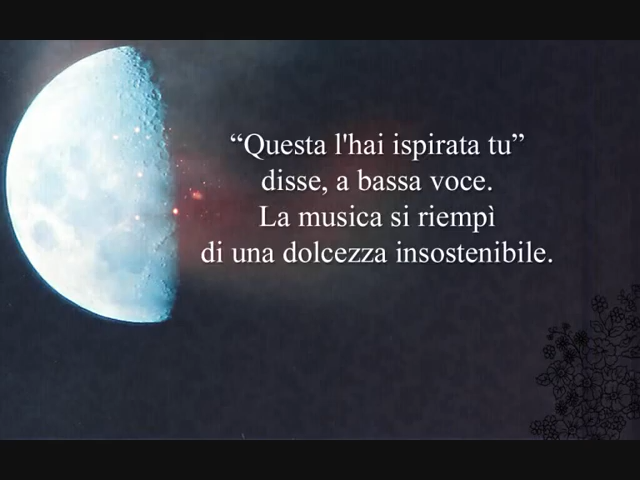 “Questa l'hai ispirata tu”
disse, a bassa voce.
La musica si riempì
di una dolcezza insostenibile.